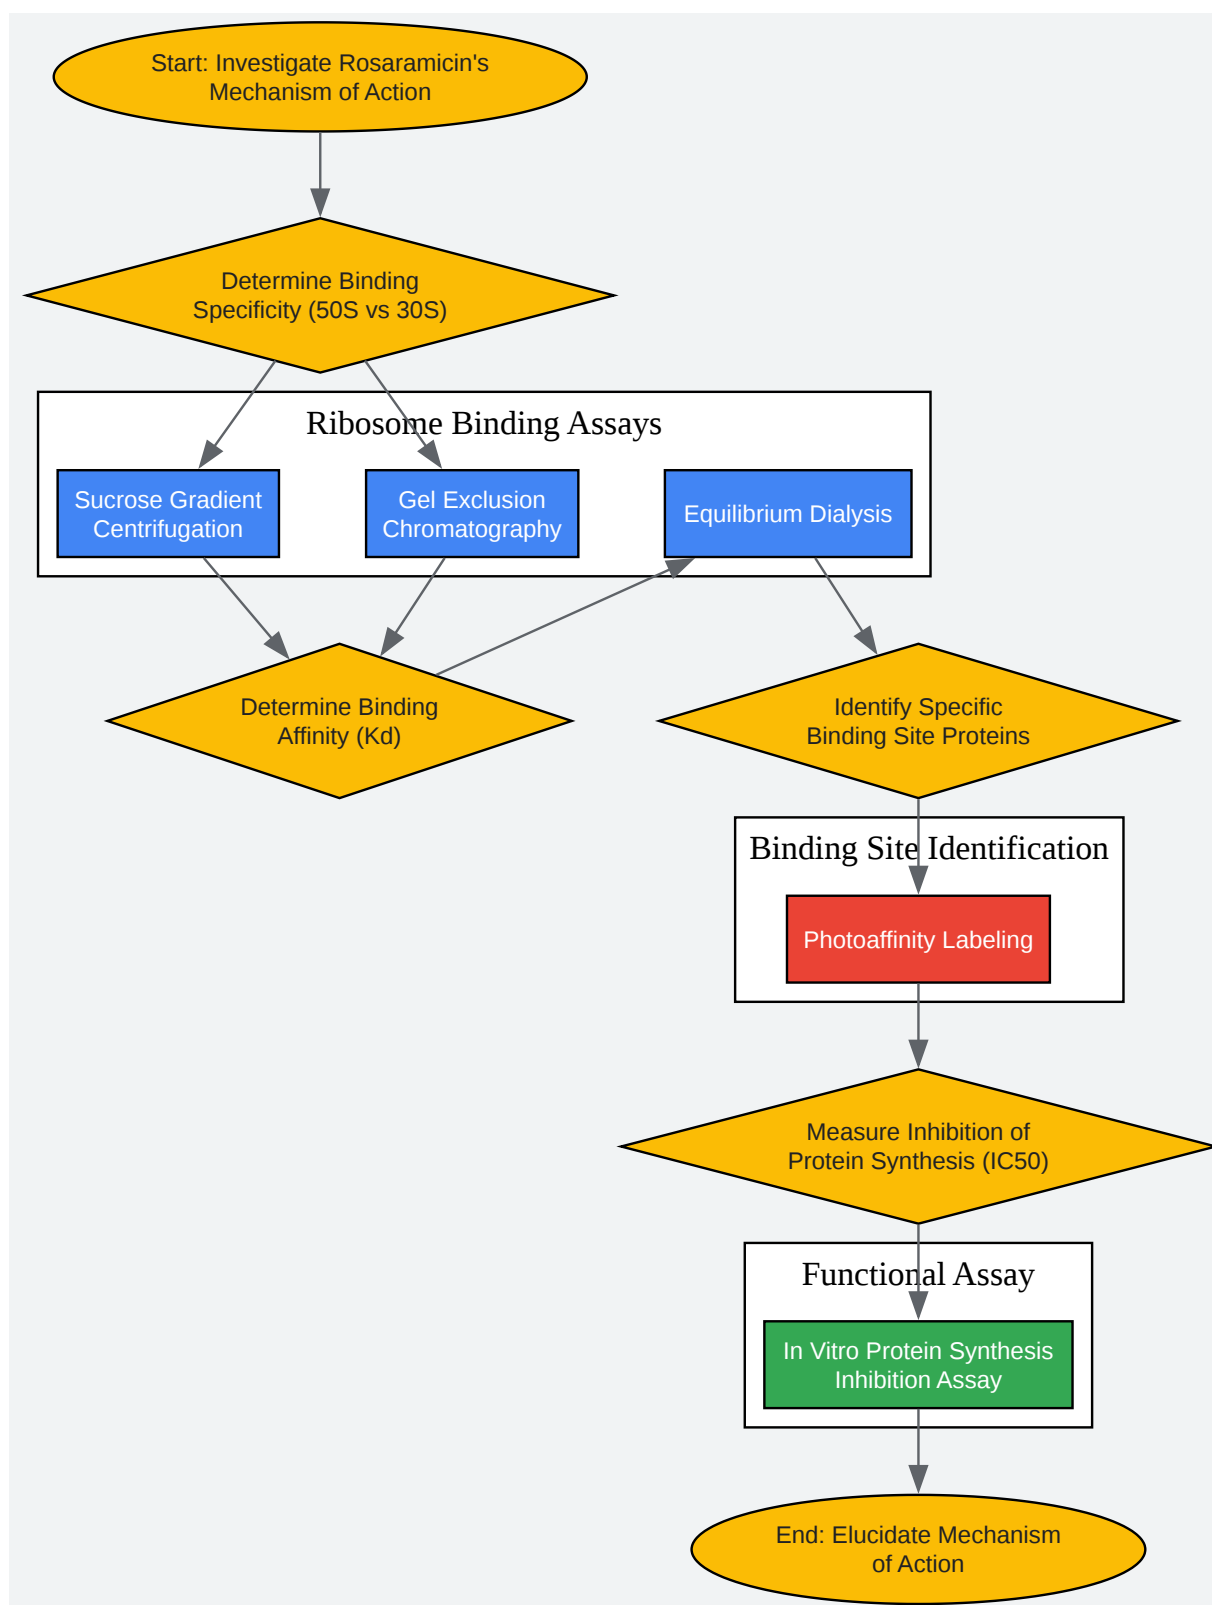 Start: Investigate Rosaramicin's
Mechanism of Action
Determine Binding
Specificity (50S vs 30S)
Ribosome Binding Assays
Sucrose Gradient
Centrifugation
Gel Exclusion
Chromatography
Equilibrium Dialysis
Determine Binding
Affinity (Kd)
Identify Specific
Binding Site Proteins
Binding Site Identification
Photoaffinity Labeling
Measure Inhibition of
Protein Synthesis (IC50)
Functional Assay
In Vitro Protein Synthesis
Inhibition Assay
End: Elucidate Mechanism
of Action